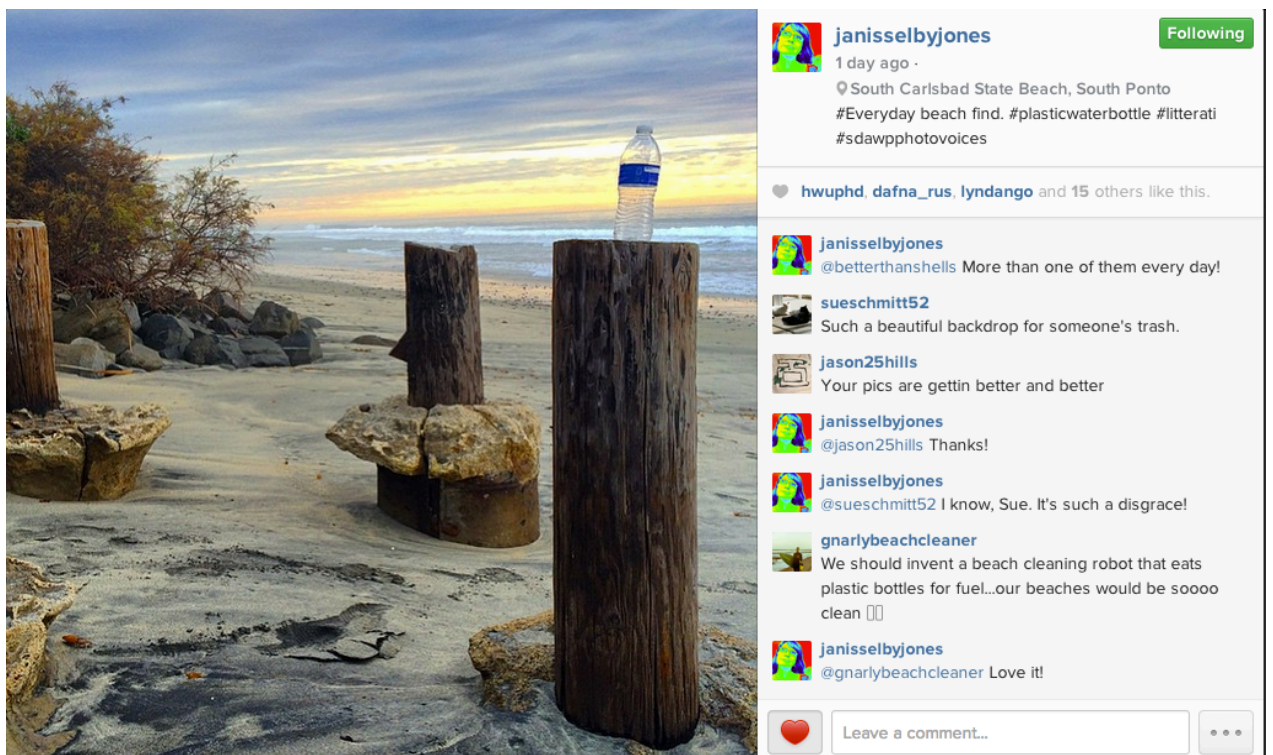 janisselbyjones
Following
1 day ago ·
South Carlsbad State Beach, South Ponto
#Everyday beach find. #plasticwaterbottle #litterati
#sdawpphotovoices
hwuphd, dafna_rus, lyndango and 15 others like this.
janisselbyjones
@betterthanshells More than one of them every day!
sueschmitt52
Such a beautiful backdrop for someone's trash.
jason25hills
Your pics are gettin better and better
janisselbyjones
@jason25hills Thanks!
janisselbyjones
@sueschmitt52 I know, Sue. It's such a disgrace!
gnarlybeachcleaner
We should invent a beach cleaning robot that eats
plastic bottles for fuel...our beaches would be soooo
clean
janisselbyjones
@gnarlybeachcleaner Love it!
Leave a comment...